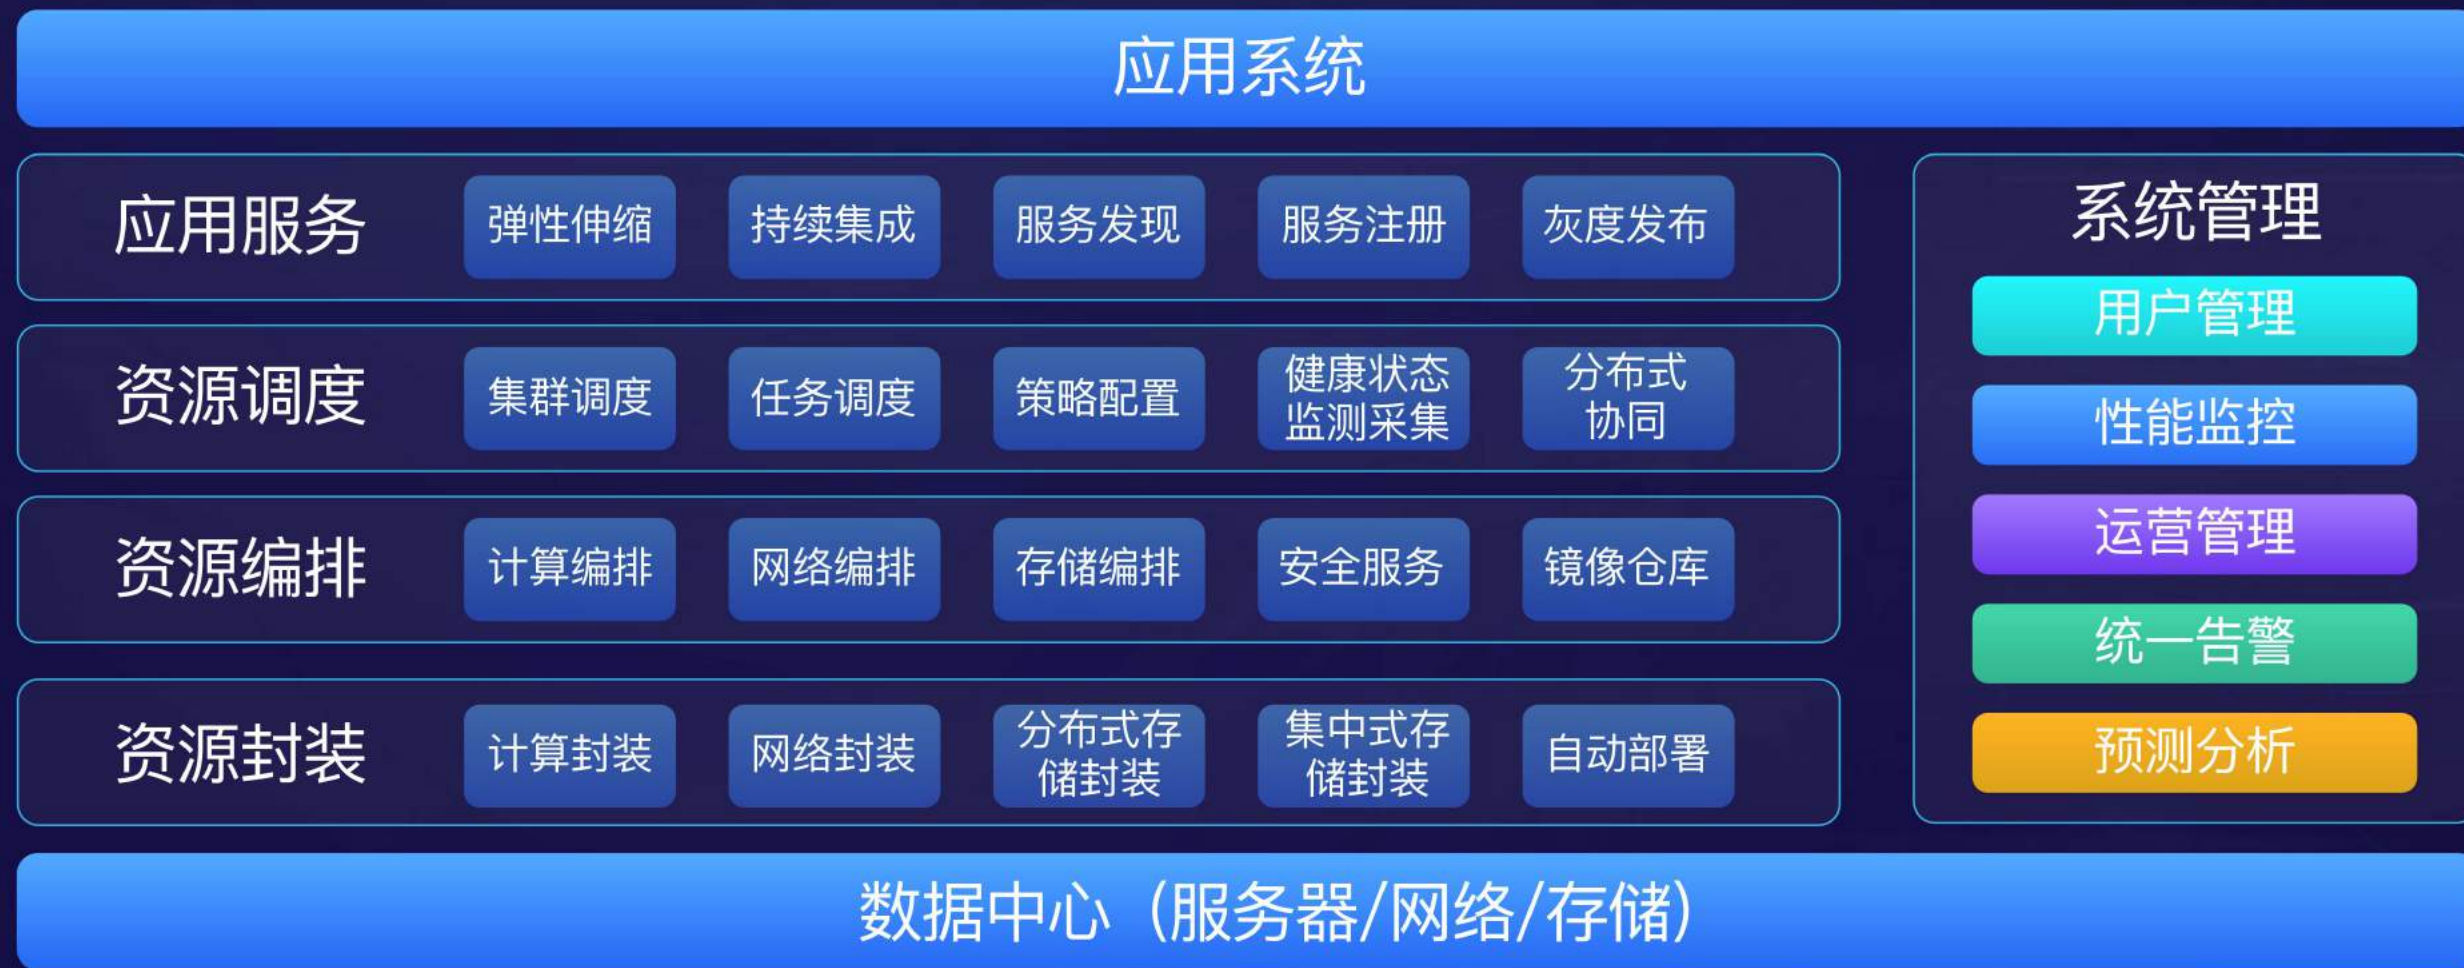 应用系统
应用服务
弹性伸缩
持续集成
服务发现
服务注册
灰度发布
资源调度
集群调度
任务调度
策略配置
健康状态
监测采集
分布式
协同
资源编排
计算编排
网络编排
存储编排
安全服务
镜像仓库
资源封装
计算封装
网络封装
分布式存
储封装
集中式存
储封装
自动部署
系统管理
用户管理
性能监控
运营管理
统一告警
预测分析
数据中心（服务器/网络/存储）